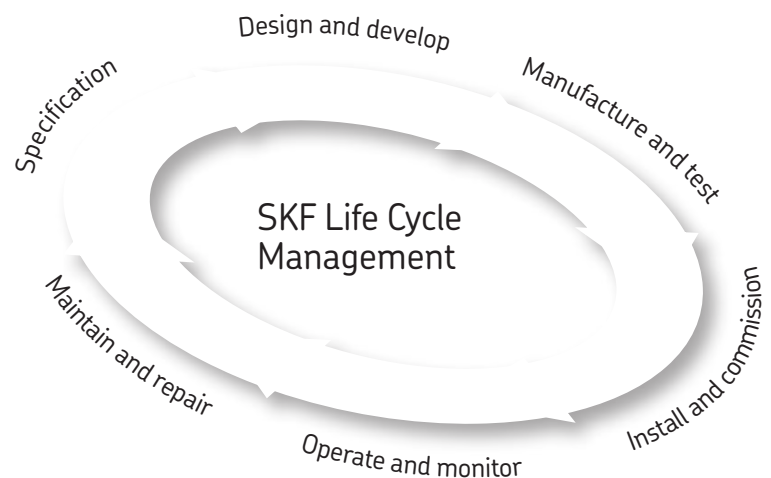 Design and develop
Manufacture and test
Specification
SKF Life Cycle
Management
Install and commission
Maintain and repair
Operate and monitor